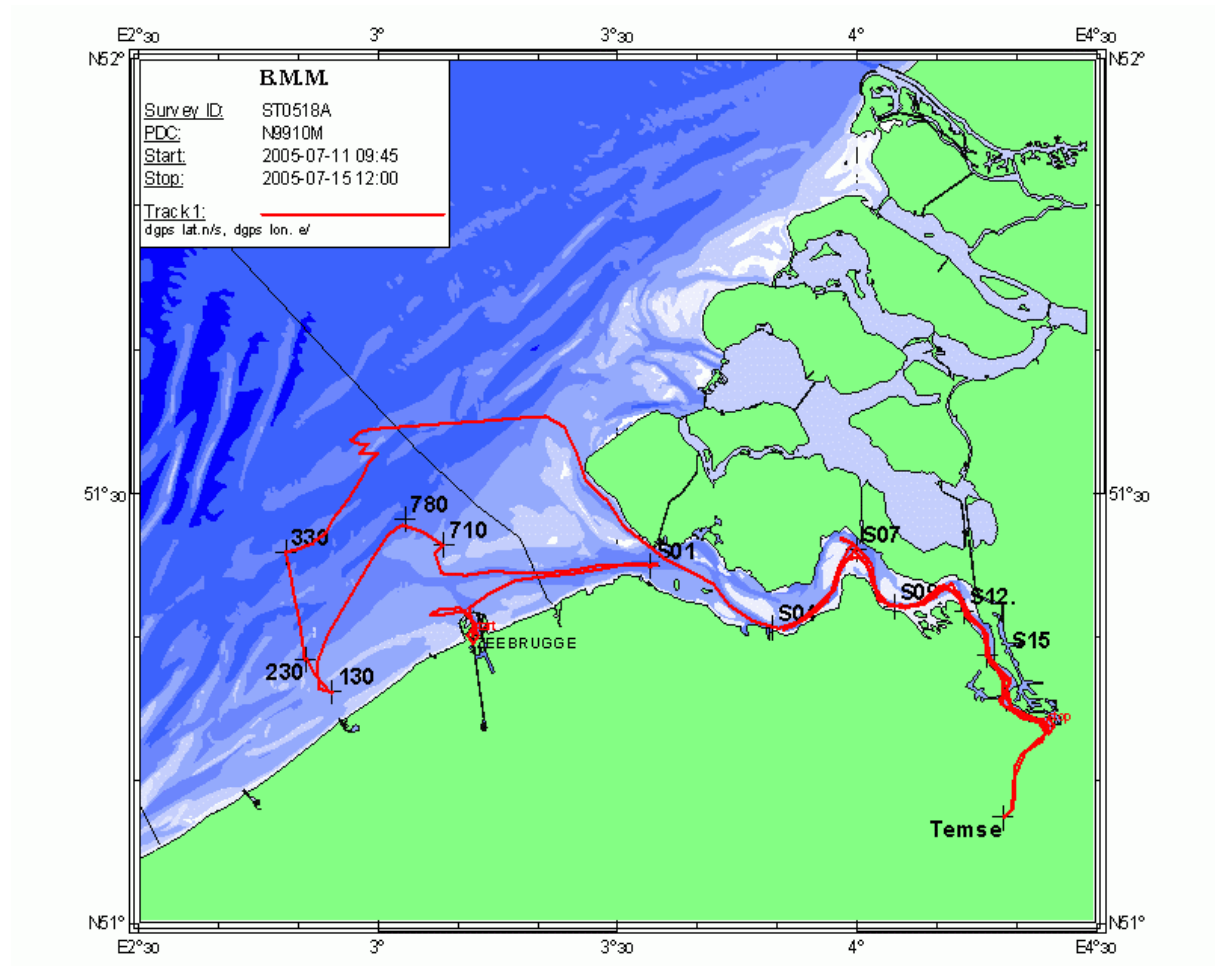 E2°30 3° 3°30 4° E4°30
N52° N52°
B.M.M.
Survey ID: ST0518A
PDC: N9910M
Start: 2005-07-11 09:45
Stop: 2005-07-15 12:00
Track1:
dgps lat.n/s, dgps lon. e/
51°30 51°30
780
710
330
S01
S07
S09
S12.
S04
S15
230
130
EEBRUGGE
Temse
N51° N51°
E2°30 3° 3°30 4° E4°30